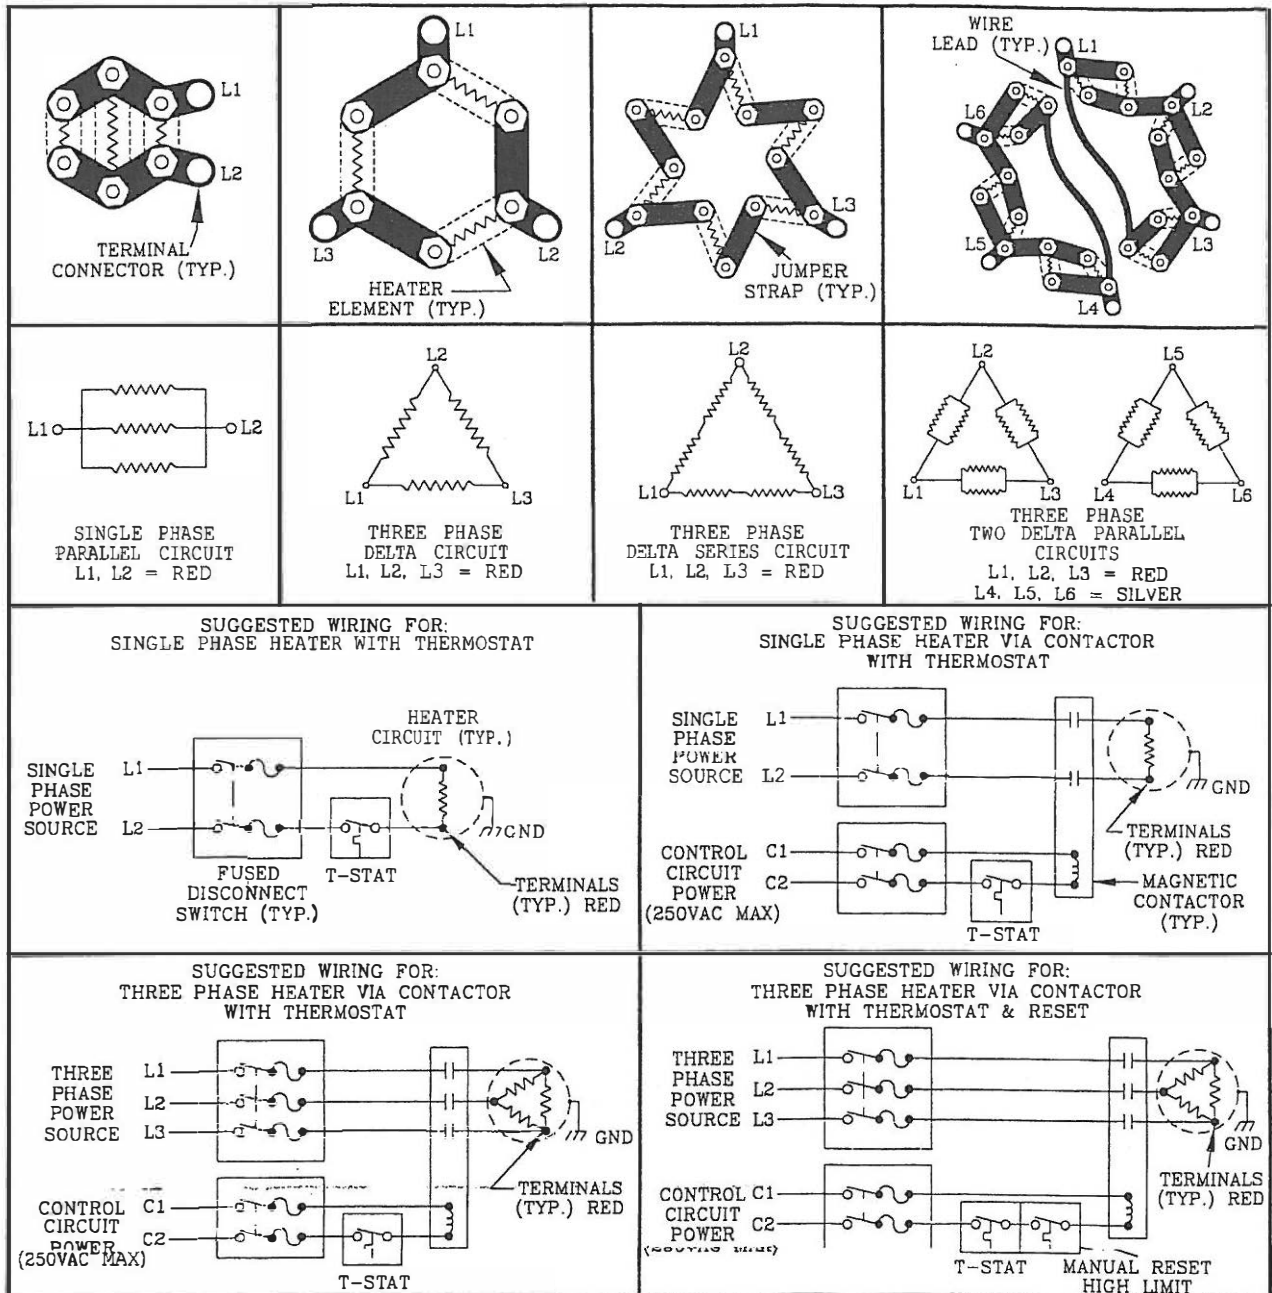 L1
L2
TERMINAL
CONNECTOR (TYP.)
L1
L3
L2
HEATER
ELEMENT (TYP.)
L1
L2
L3
JUMPER
STRAP (TYP.)
WIRE
LEAD (TYP.)
L1
L2
L6
L5
L3
L4
L1
L2
SINGLE PHASE
PARALLEL CIRCUIT
L1, L2 = RED
L2
L1
L3
THREE PHASE
DELTA CIRCUIT
L1, L2, L3 = RED
L2
L1
L3
THREE PHASE
DELTA SERIES CIRCUIT
L1, L2, L3 = RED
L2
L5
L1
L3
L4
L6
THREE PHASE
TWO DELTA PARALLEL
CIRCUITS
L1, L2, L3 = RED
L4, L5, L6 = SILVER
SUGGESTED WIRING FOR:
SINGLE PHASE HEATER WITH THERMOSTAT
HEATER
CIRCUIT (TYP.)
SINGLE
PHASE
POWER
SOURCE
L1
L2
GND
FUSED
DISCONNECT
SWITCH (TYP.)
T-STAT
TERMINALS
(TYP.) RED
SUGGESTED WIRING FOR:
SINGLE PHASE HEATER VIA CONTACTOR
WITH THERMOSTAT
SINGLE
PHASE
POWER
SOURCE
L1
L2
GND
TERMINALS
(TYP.) RED
CONTROL
CIRCUIT
POWER
(250VAC MAX)
C1
C2
MAGNETIC
CONTACTOR
(TYP.)
T-STAT
SUGGESTED WIRING FOR:
THREE PHASE HEATER VIA CONTACTOR
WITH THERMOSTAT
THREE
PHASE
POWER
SOURCE
L1
L2
L3
GND
TERMINALS
(TYP.) RED
CONTROL
CIRCUIT
POWER
(250VAC MAX)
C1
C2
T-STAT
SUGGESTED WIRING FOR:
THREE PHASE HEATER VIA CONTACTOR
WITH THERMOSTAT & RESET
THREE
PHASE
POWER
SOURCE
L1
L2
L3
GND
TERMINALS
(TYP.) RED
CONTROL
CIRCUIT
POWER
C1
C2
T-STAT
MANUAL RESET
HIGH LIMIT